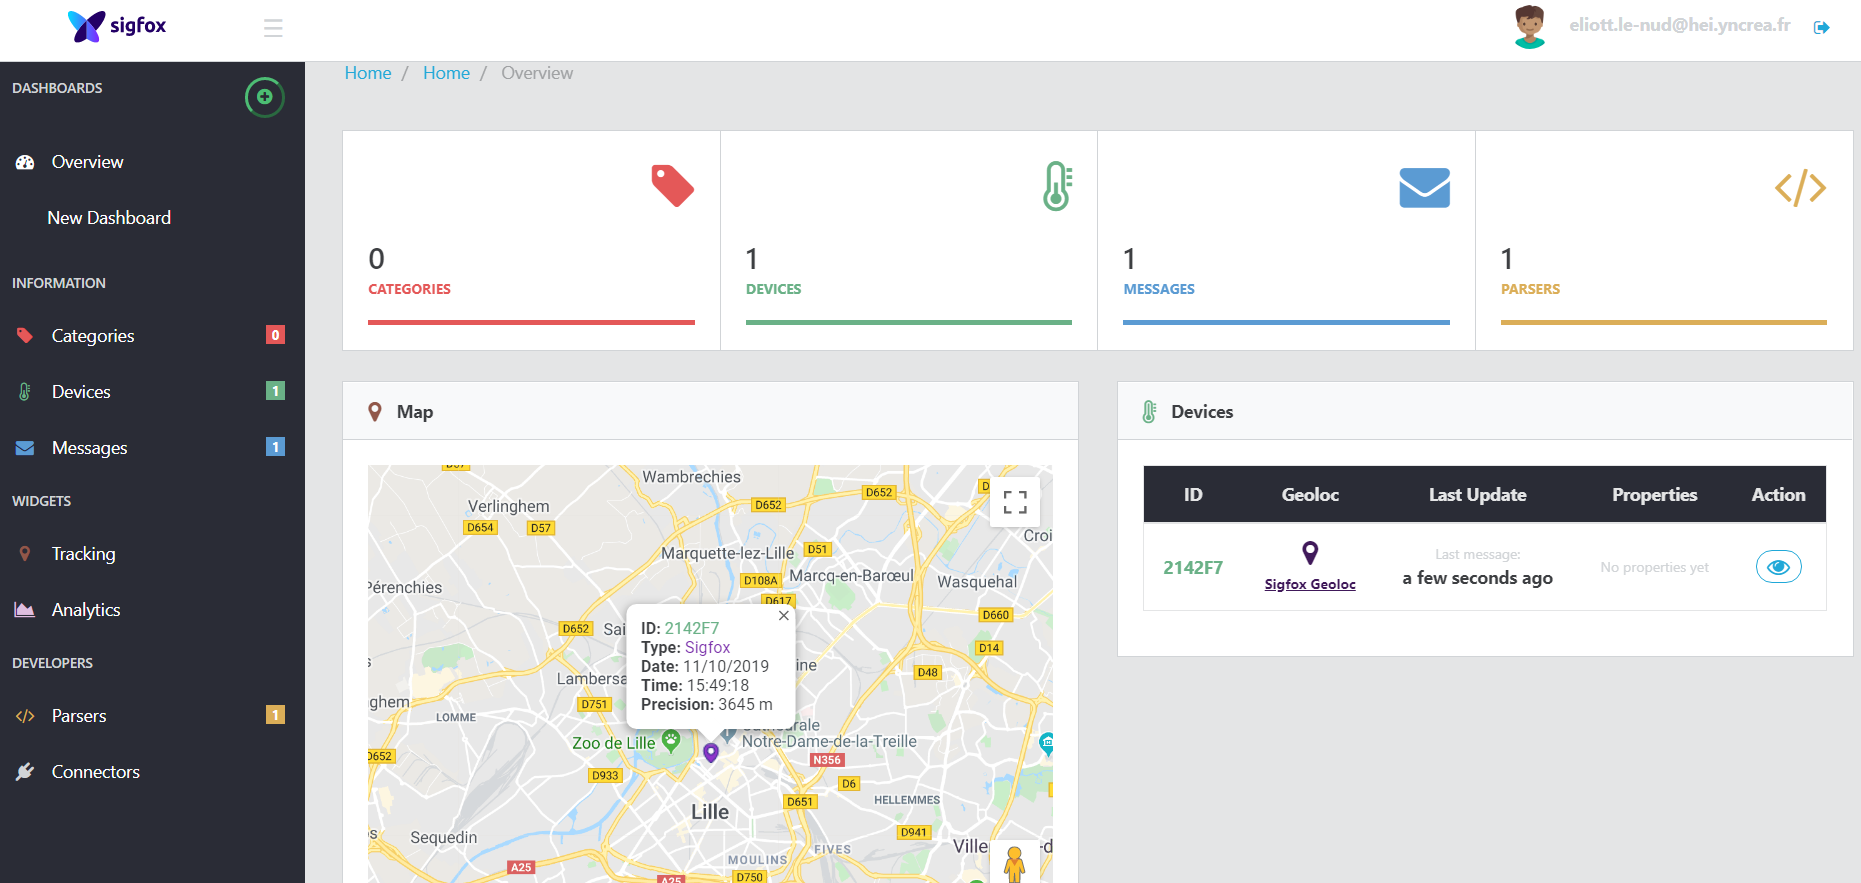 sigfox
eliott.le-nud@hei.yncrea.fr
DASHBOARDS
Overview
New Dashboard
INFORMATION
Categories 0
Devices 1
Messages 1
WIDGETS
Tracking
Analytics
DEVELOPERS
Parsers 1
Connectors
Home / Home / Overview
0
CATEGORIES
1
DEVICES
1
MESSAGES
1
PARSERS
Map
Wambrechies
D652
D652
Verlinghem
D654
D57
Croi
Marquette-lez-Lille
D51
D108A
Marcq-en-Barœul
Wasquehal
Pérenchies
D617
D660
D652
Sai
D14
ine
D48
Lambersa
D751
ghem
LOMME
ID: 2142F7
Type: Sigfox
Date: 11/10/2019
Time: 15:49:18
Precision: 3645 m
Zoo de Lille
Notre-Dame-de-la-Treille
D652
N356
D933
D6
D651
HELLEMMES
Lille
Sequedin
D941
FIVES
Ville
MOULINS
A25
A25
D750
Devices
ID Geoloc Last Update Properties Action
2142F7
Sigfox Geoloc
Last message:
a few seconds ago
No properties yet